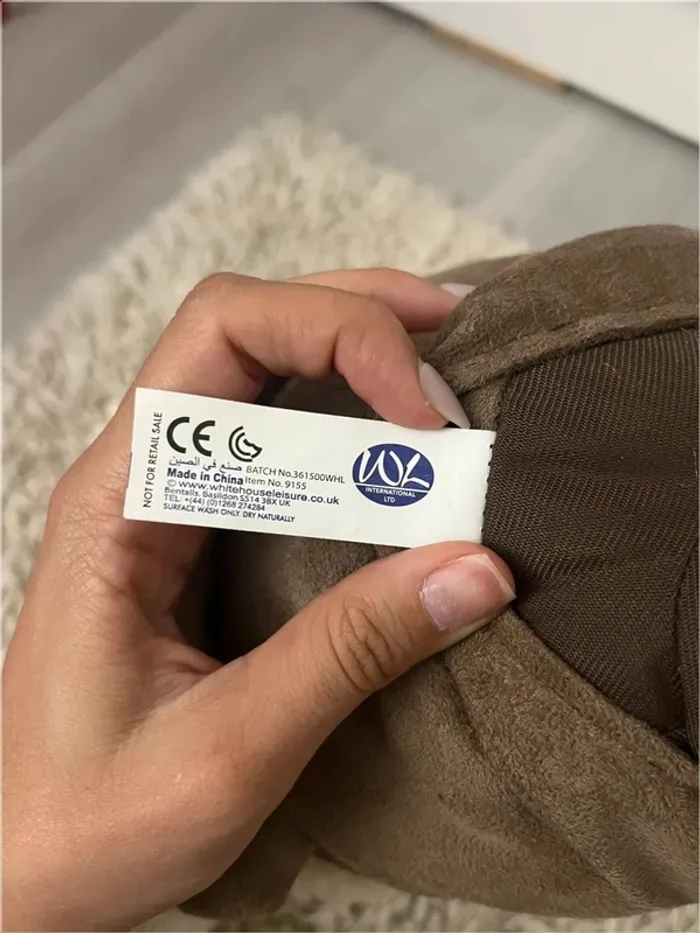 NOT FOR RETAIL SALE
CE
صنع في الصين BATCH No.361500WHL
Made in China Item No. 9155
© www.whitehouseleisure.co.uk
Bentalls. Basildon SS14 3BX UK
TEL: +(44) (0)1268 274284
SURFACE WASH ONLY. DRY NATURALLY
WL
INTERNATIONAL
LTD